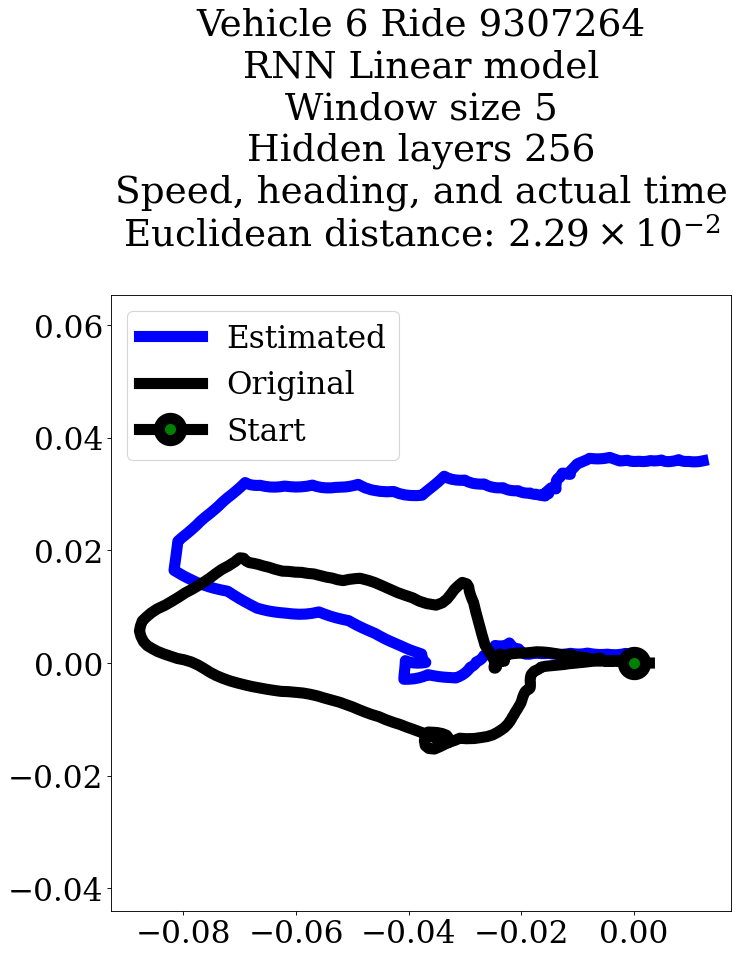 Vehicle 6 Ride 9307264
RNN Linear model
Window size 5
Hidden layers 256
Speed, heading, and actual time
Euclidean distance: 2.29 × 10⁻²
Estimated
Original
Start
0.06
0.04
0.02
0.00
−0.02
−0.04
−0.08 −0.06 −0.04 −0.02 0.00